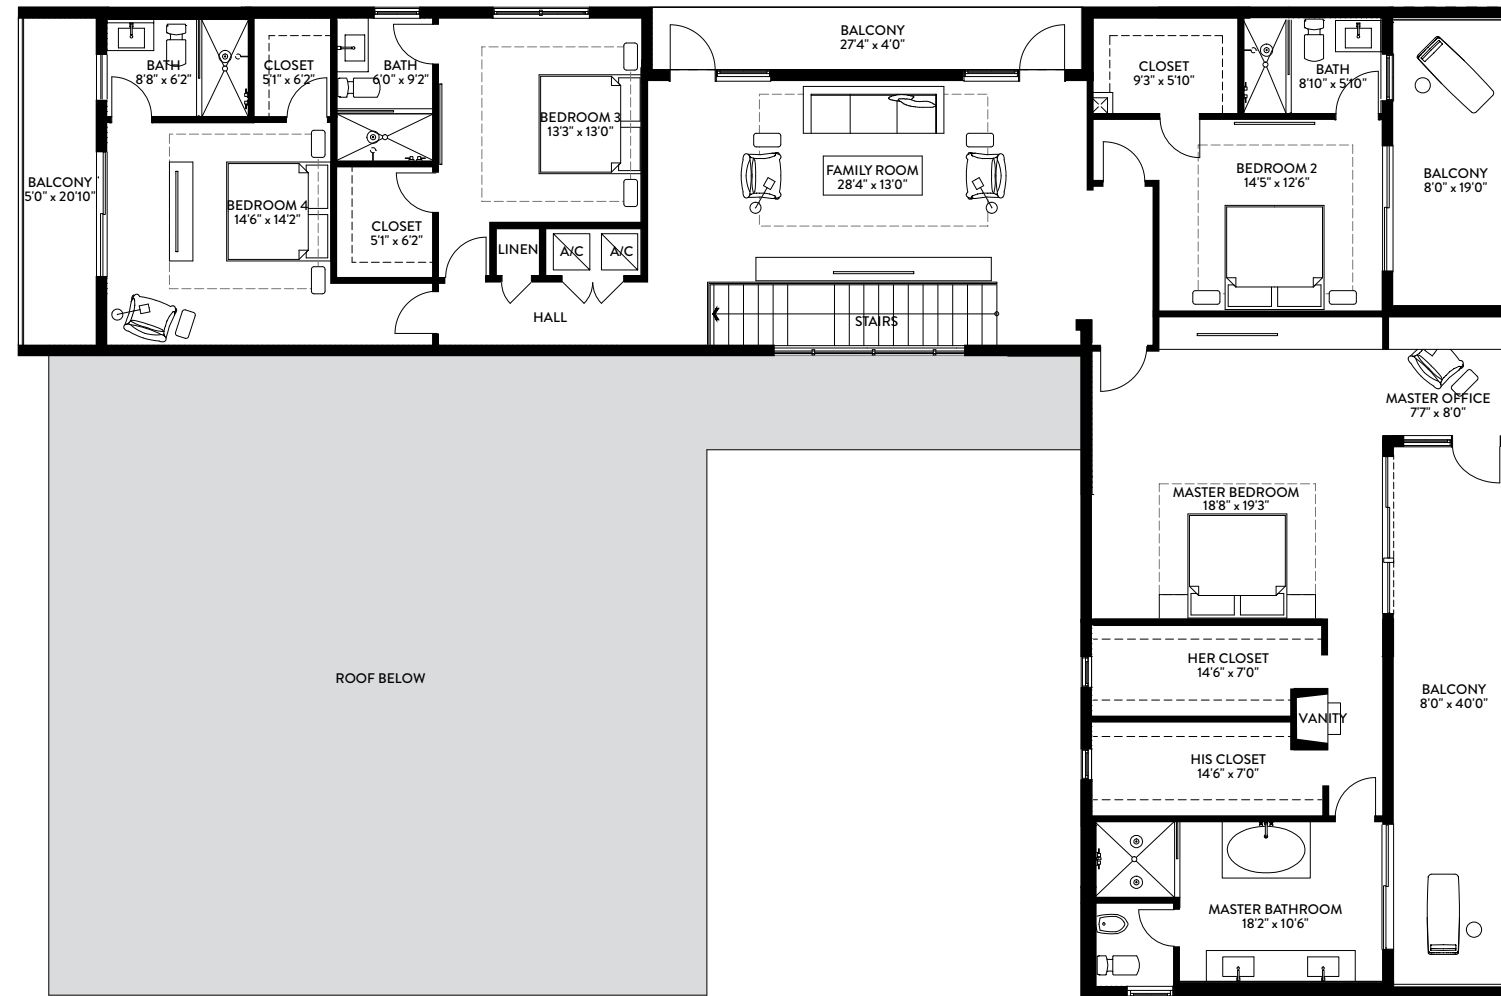 BALCONY
27'4" x 4'0"
BATH
8'8" x 6'2"
CLOSET
5'1" x 6'2"
BATH
6'0" x 9'2"
BEDROOM 3
13'3" x 13'0"
CLOSET
9'3" x 5'10"
BATH
8'10" x 5'10"
BALCONY
5'0" x 20'10"
BEDROOM 4
14'6" x 14'2"
CLOSET
5'1" x 6'2"
LINEN
A/C
A/C
HALL
FAMILY ROOM
28'4" x 13'0"
STAIRS
BEDROOM 2
14'5" x 12'6"
BALCONY
8'0" x 19'0"
MASTER OFFICE
7'7" x 8'0"
MASTER BEDROOM
18'8" x 19'3"
ROOF BELOW
HER CLOSET
14'6" x 7'0"
VANITY
HIS CLOSET
14'6" x 7'0"
BALCONY
8'0" x 40'0"
MASTER BATHROOM
18'2" x 10'6"